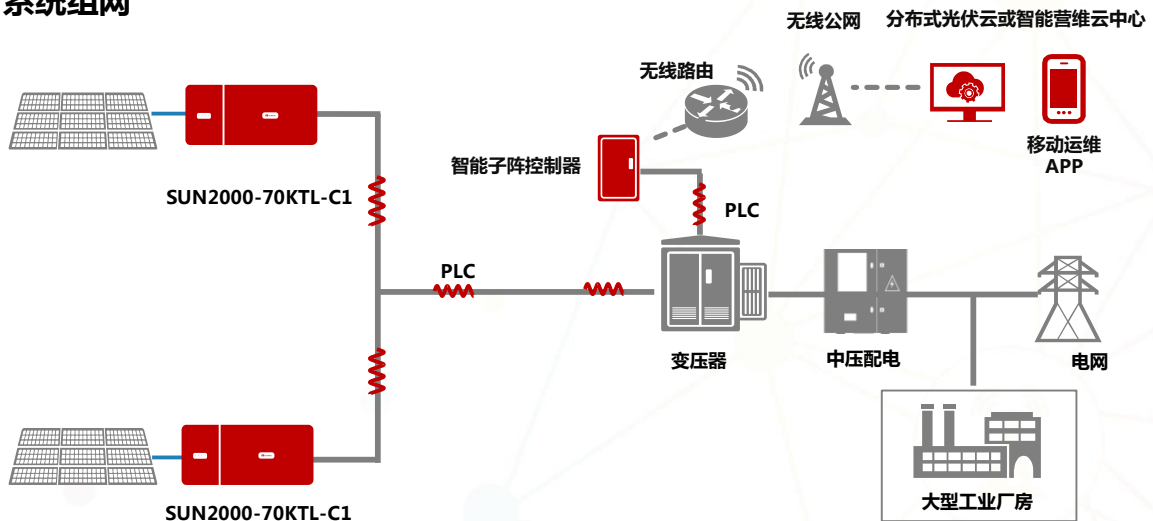 系统组网
无线公网
分布式光伏云或智能营维云中心
无线路由
移动运维
APP
智能子阵控制器
SUN2000-70KTL-C1
PLC
PLC
变压器
中压配电
电网
大型工业厂房
SUN2000-70KTL-C1